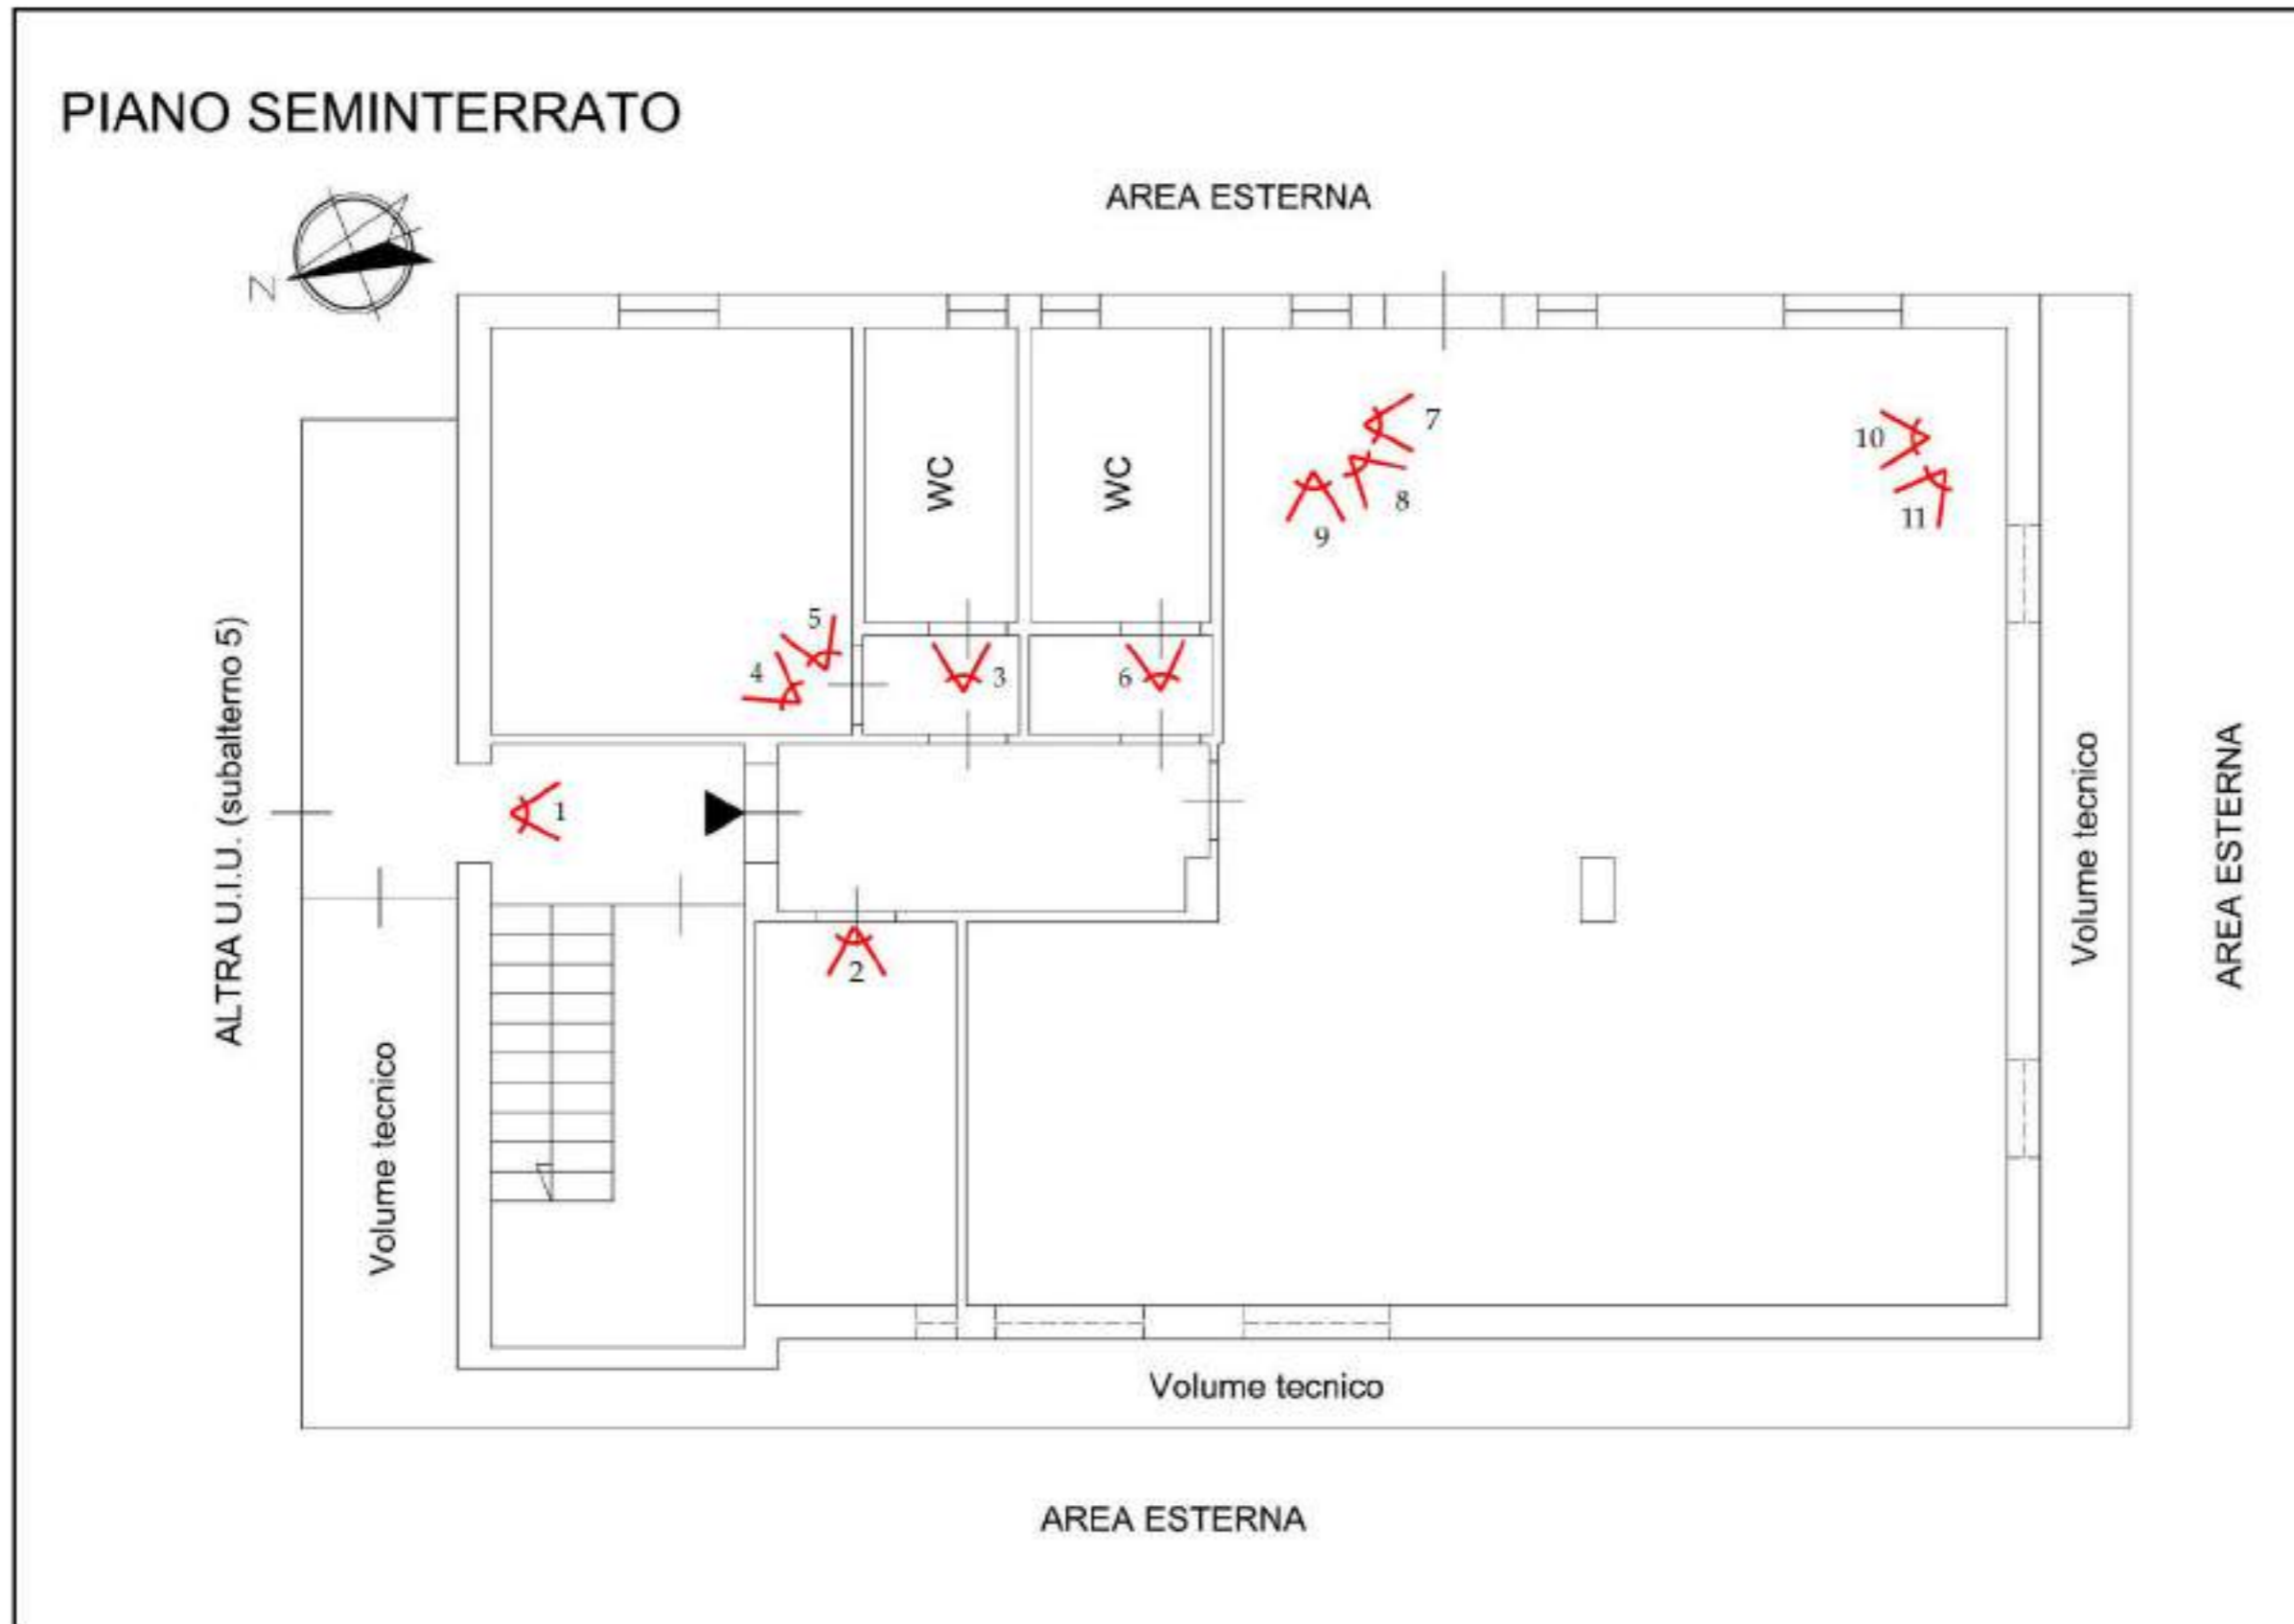 PIANO SEMINTERRATO
AREA ESTERNA
N
7
10
8
11
9
WC
WC
5
4
3
6
ALTRA U.I.U. (subalterno 5)
1
2
Volume tecnico
AREA ESTERNA
Volume tecnico
Volume tecnico
AREA ESTERNA